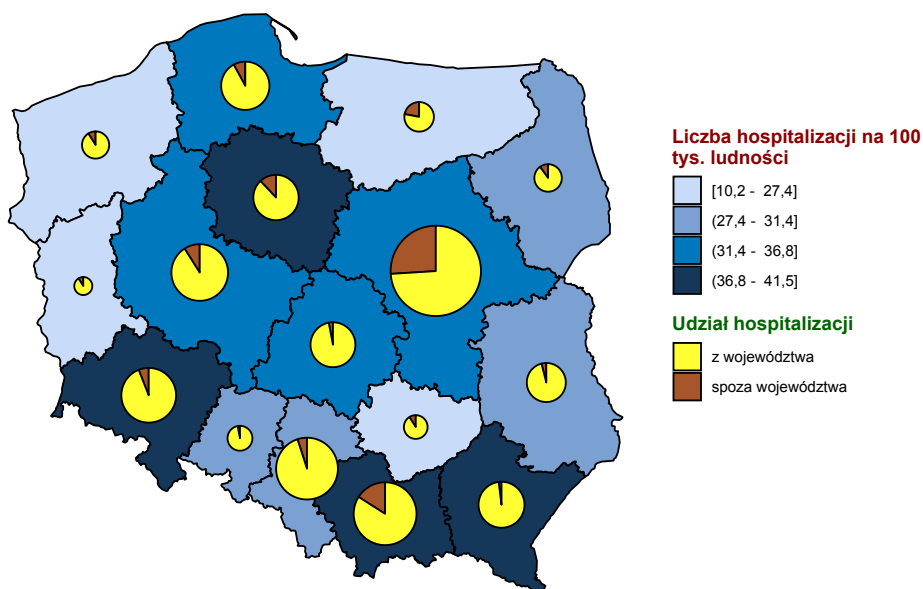 Liczba hospitalizacji na 100
tys. ludności
[10,2 - 27,4]
(27,4 - 31,4]
(31,4 - 36,8]
(36,8 - 41,5]
Udział hospitalizacji
z województwa
spoza województwa